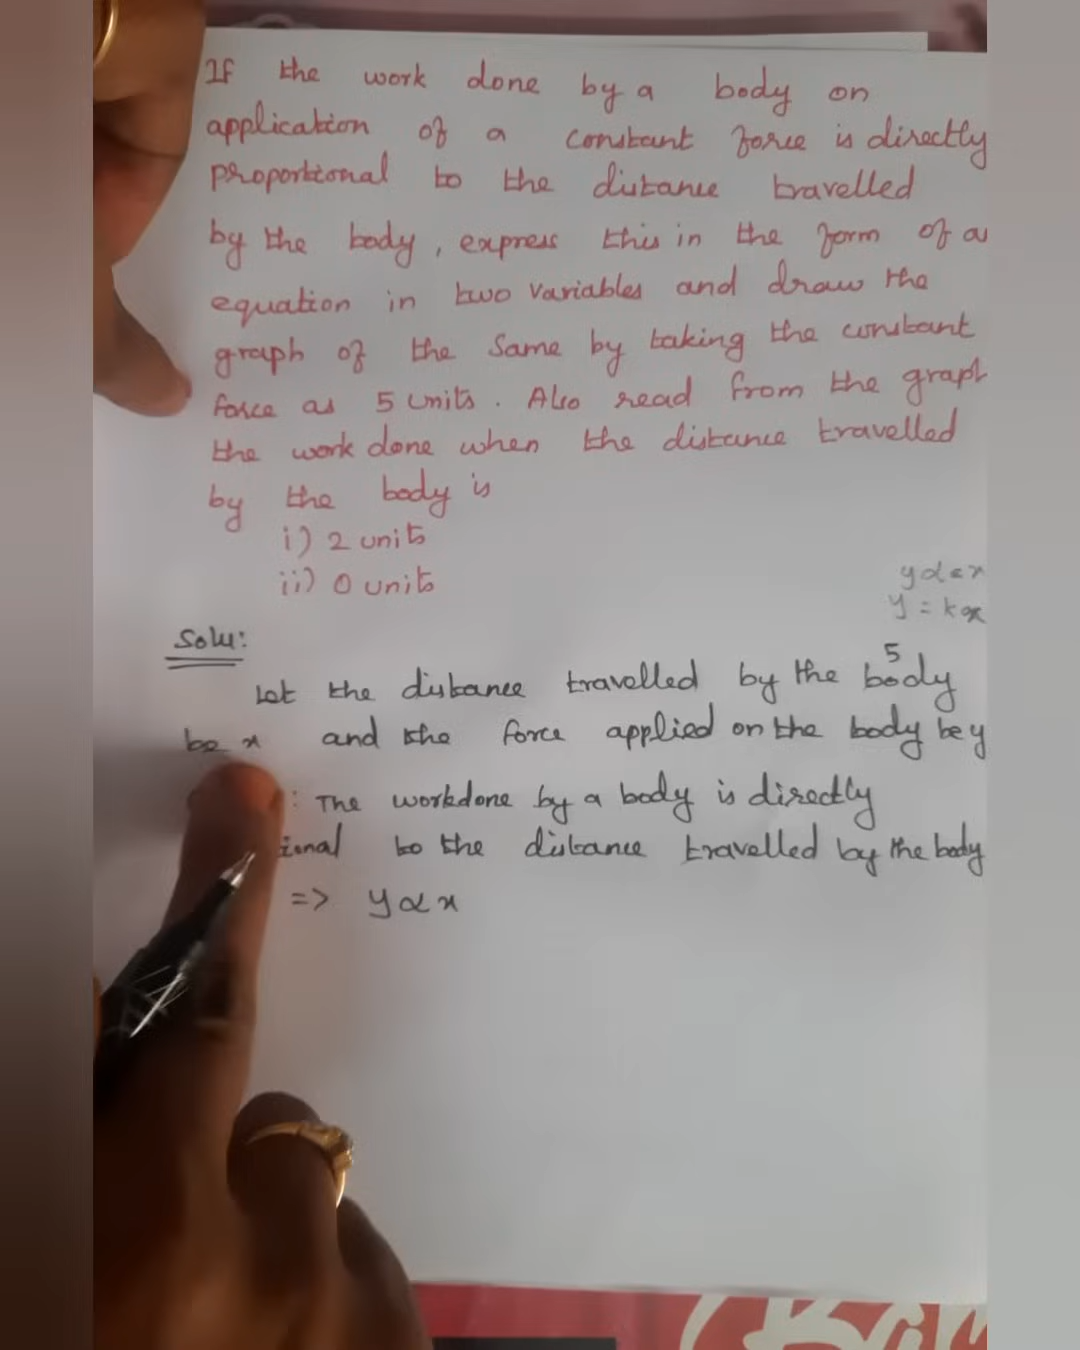 If the work done by a body on
application of a constant force is directly
proportional to the distance travelled
by the body, express this in the form of a
equation in two variables and draw the
graph of the same by taking the constant
force as 5 units. Also read from the graph
the work done when the distance travelled
by the body is
i) 2 units
ii) 0 units
y∝x
y = kx
Solu:
5
Let the distance travelled by the body
be x and the force applied on the body be y
: The workdone by a body is directly
ional to the distance travelled by the body
=> y∝x